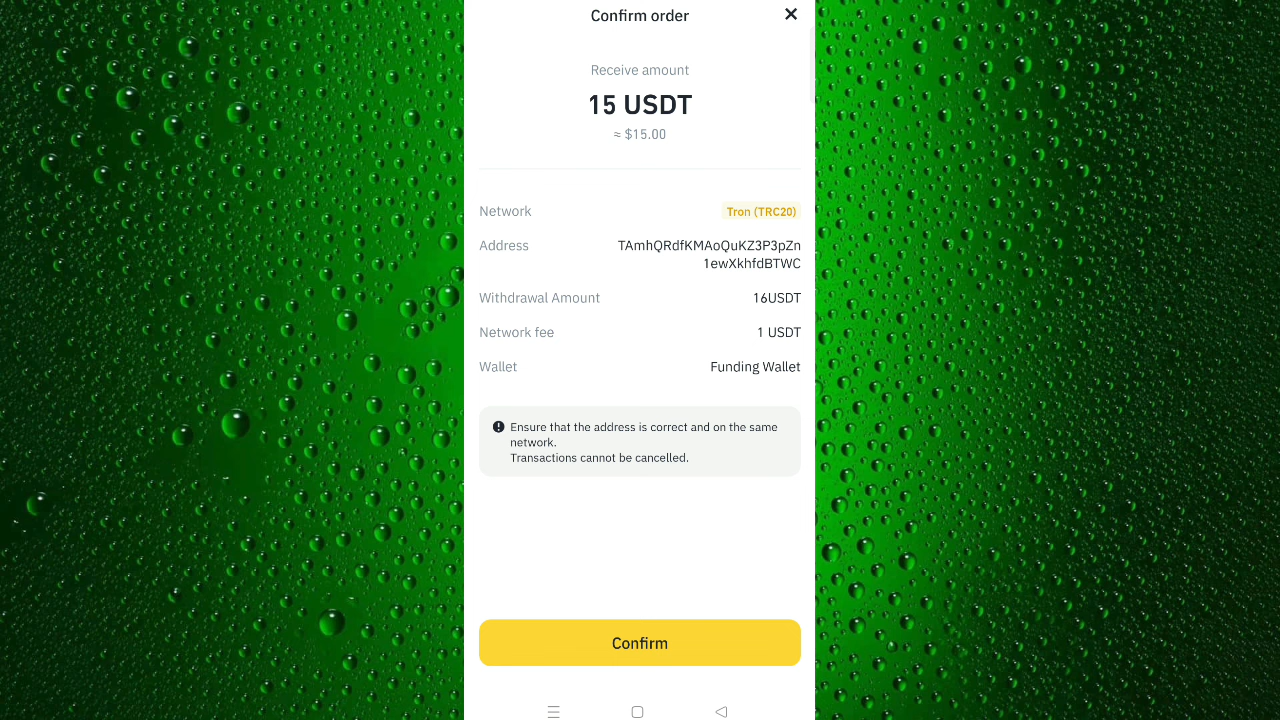 Confirm order
Receive amount
15 USDT
≈ $15.00
Network Tron (TRC20)
Address TAmhQRdfKMAoQuKZ3P3pZn
1ewXkhfdBTWC
Withdrawal Amount 16USDT
Network fee 1 USDT
Wallet Funding Wallet
Ensure that the address is correct and on the same
network.
Transactions cannot be cancelled.
Confirm